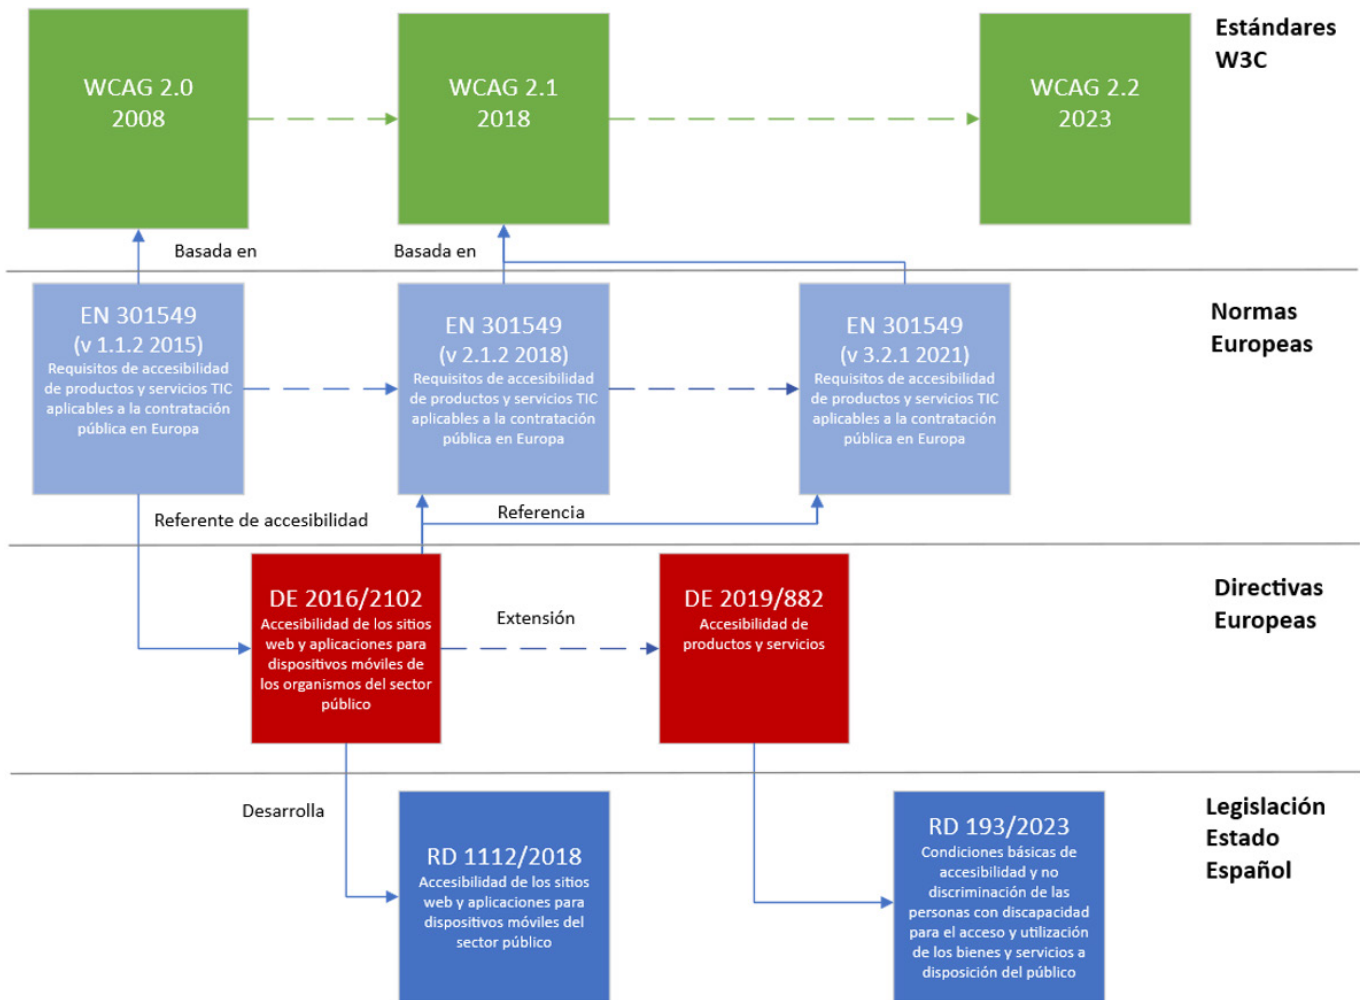 WCAG 2.0
2008
WCAG 2.1
2018
WCAG 2.2
2023
Estándares
W3C
Basada en
Basada en
EN 301549
(v 1.1.2 2015)
Requisitos de accesibilidad
de productos y servicios TIC
aplicables a la contratación
pública en Europa
EN 301549
(v 2.1.2 2018)
Requisitos de accesibilidad
de productos y servicios TIC
aplicables a la contratación
pública en Europa
EN 301549
(v 3.2.1 2021)
Requisitos de accesibilidad
de productos y servicios TIC
aplicables a la contratación
pública en Europa
Normas
Europeas
Referente de accesibilidad
Referencia
DE 2016/2102
Accesibilidad de los sitios
web y aplicaciones para
dispositivos móviles de
los organismos del sector
público
Extensión
DE 2019/882
Accesibilidad de
productos y servicios
Directivas
Europeas
Desarrolla
RD 1112/2018
Accesibilidad de los sitios
web y aplicaciones para
dispositivos móviles del
sector público
RD 193/2023
Condiciones básicas de
accesibilidad y no
discriminación de las
personas con discapacidad
para el acceso y utilización
de los bienes y servicios a
disposición del público
Legislación
Estado
Español